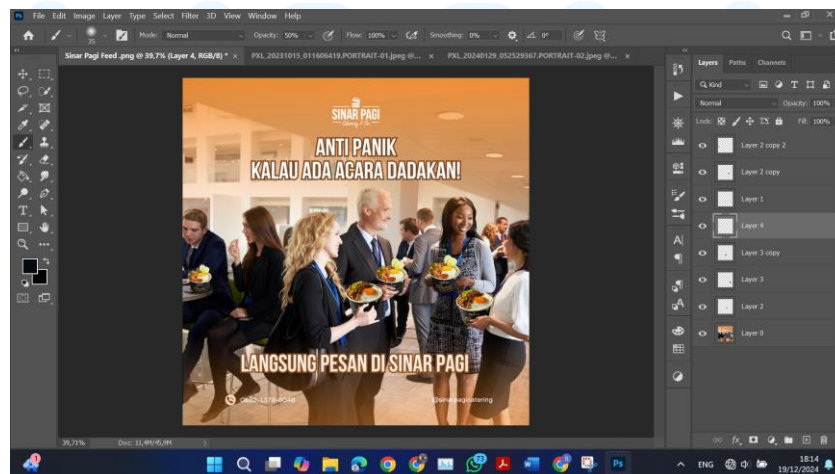 File Edit Image Layer Type Select Filter 3D View Window Help
25 Mode: Normal Opacity: 50% Flow: 100% Smoothing: 0% 0°
Sinar Pagi Feed .png @ 39,7% (Layer 4, RGB/8) * × PXL_20231015_011606419.PORTRAIT-01.jpeg @... × PXL_20240129_052529367.PORTRAIT-02.jpeg @... ×
SINAR PAGI
ANTI PANIK
KALAU ADA ACARA DADAKAN!
LANGSUNG PESAN DI SINAR PAGI
@sinarpagicatering
Layers Paths Channels
Kind
Normal Opacity: 100%
Lock: Fill: 100%
Layer 2 copy 2
Layer 2 copy
Layer 1
Layer 4
Layer 3 copy
Layer 3
Layer 2
Layer 0
39,71% Doc: 11,4M/45,9M
ENG
18:14
19/12/2024